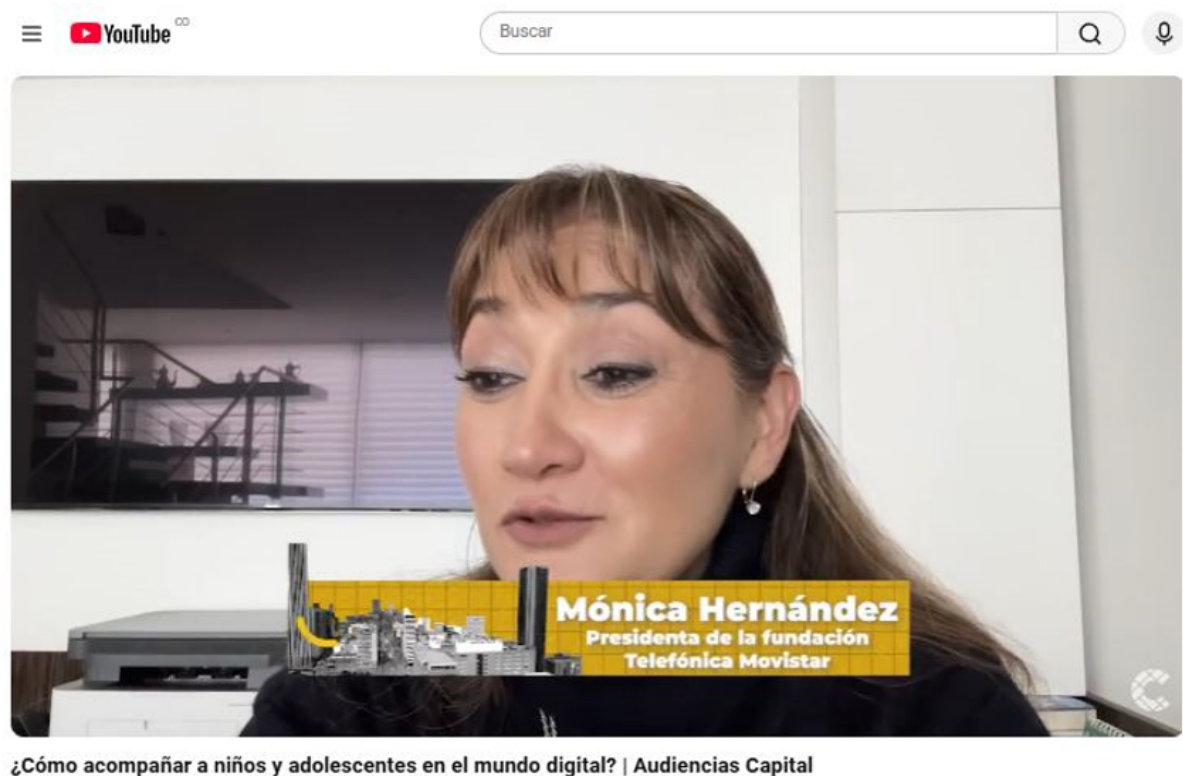 YouTube CO
Buscar
Mónica Hernández
Presidenta de la fundación
Telefónica Movistar
¿Cómo acompañar a niños y adolescentes en el mundo digital? | Audiencias Capital